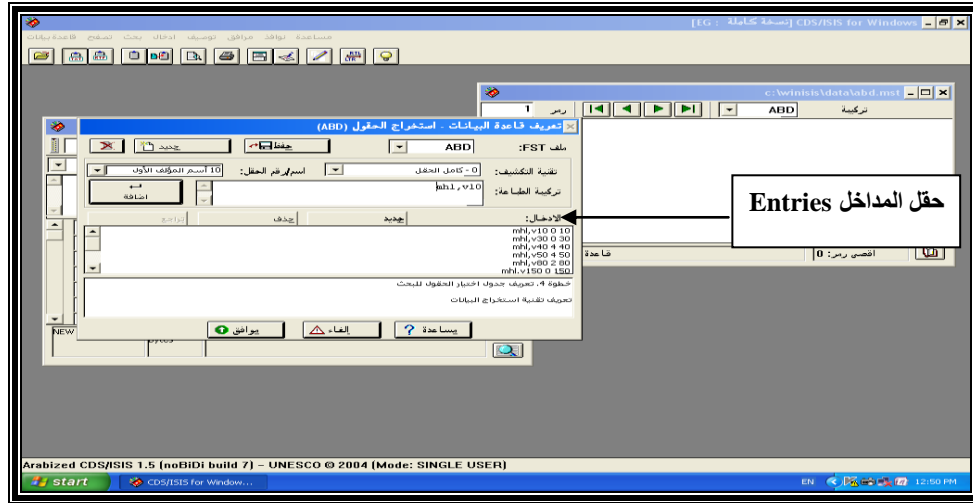 CDS/ISIS for Windows [نسخة كاملة : EG]
قاعدة بيانات تصفح بحث ادخال توصيف مرافق نوافذ مساعدة
c:\winisis\data\abd.mst
تركيبة ABD رمز 1
تعريف قاعدة البيانات - استخراج الحقول (ABD)
ملف FST: ABD حفظ جديد
تقنية التكشيف: 0 - كامل الحقل اسم/رقم الحقل: 10 أسم المؤلف الأول
تركيبة الطباعة: mhl,v10 اضافة
الادخال: جديد حذف تراجع
mhl,v10 0 10
mhl,v30 0 30
mhl,v40 4 40
mhl,v50 4 50
mhl,v80 2 80
mhl,v150 0 150
حقل المداخل Entries
اقصى رمز: 0 قاعدة
خطوة 4. تعريف جدول اختيار الحقول للبحث
تعريف تقنية استخراج البيانات
يوافق إلغاء مساعدة
NEW
Arabized CDS/ISIS 1.5 (noBiDi build 7) - UNESCO © 2004 (Mode: SINGLE USER)
start CDS/ISIS for Window... EN 12:50 PM